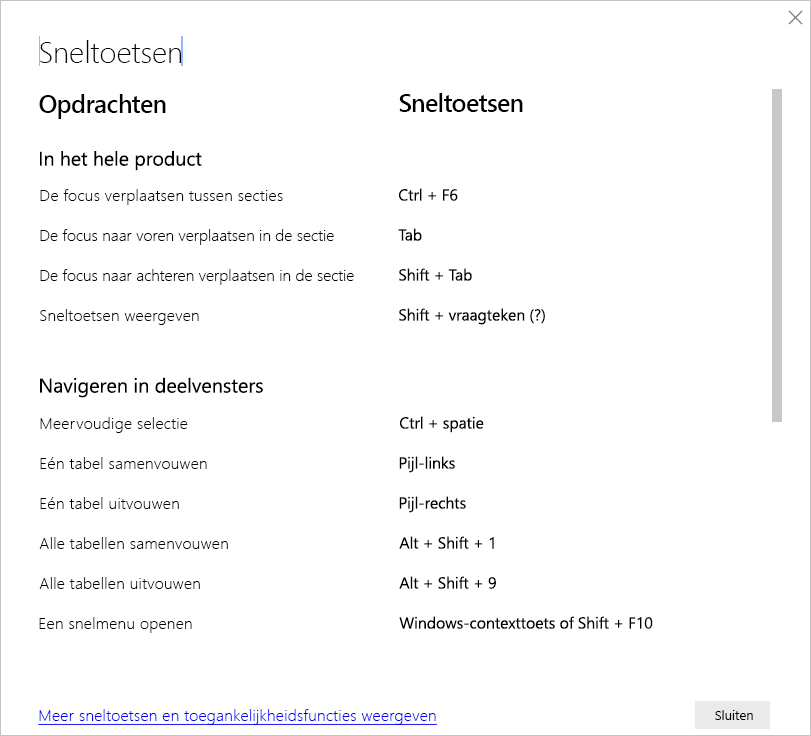 Sneltoetsen
Opdrachten Sneltoetsen
In het hele product
De focus verplaatsen tussen secties Ctrl + F6
De focus naar voren verplaatsen in de sectie Tab
De focus naar achteren verplaatsen in de sectie Shift + Tab
Sneltoetsen weergeven Shift + vraagteken (?)
Navigeren in deelvensters
Meervoudige selectie Ctrl + spatie
Eén tabel samenvouwen Pijl-links
Eén tabel uitvouwen Pijl-rechts
Alle tabellen samenvouwen Alt + Shift + 1
Alle tabellen uitvouwen Alt + Shift + 9
Een snelmenu openen Windows-contexttoets of Shift + F10
Meer sneltoetsen en toegankelijkheidsfuncties weergeven Sluiten